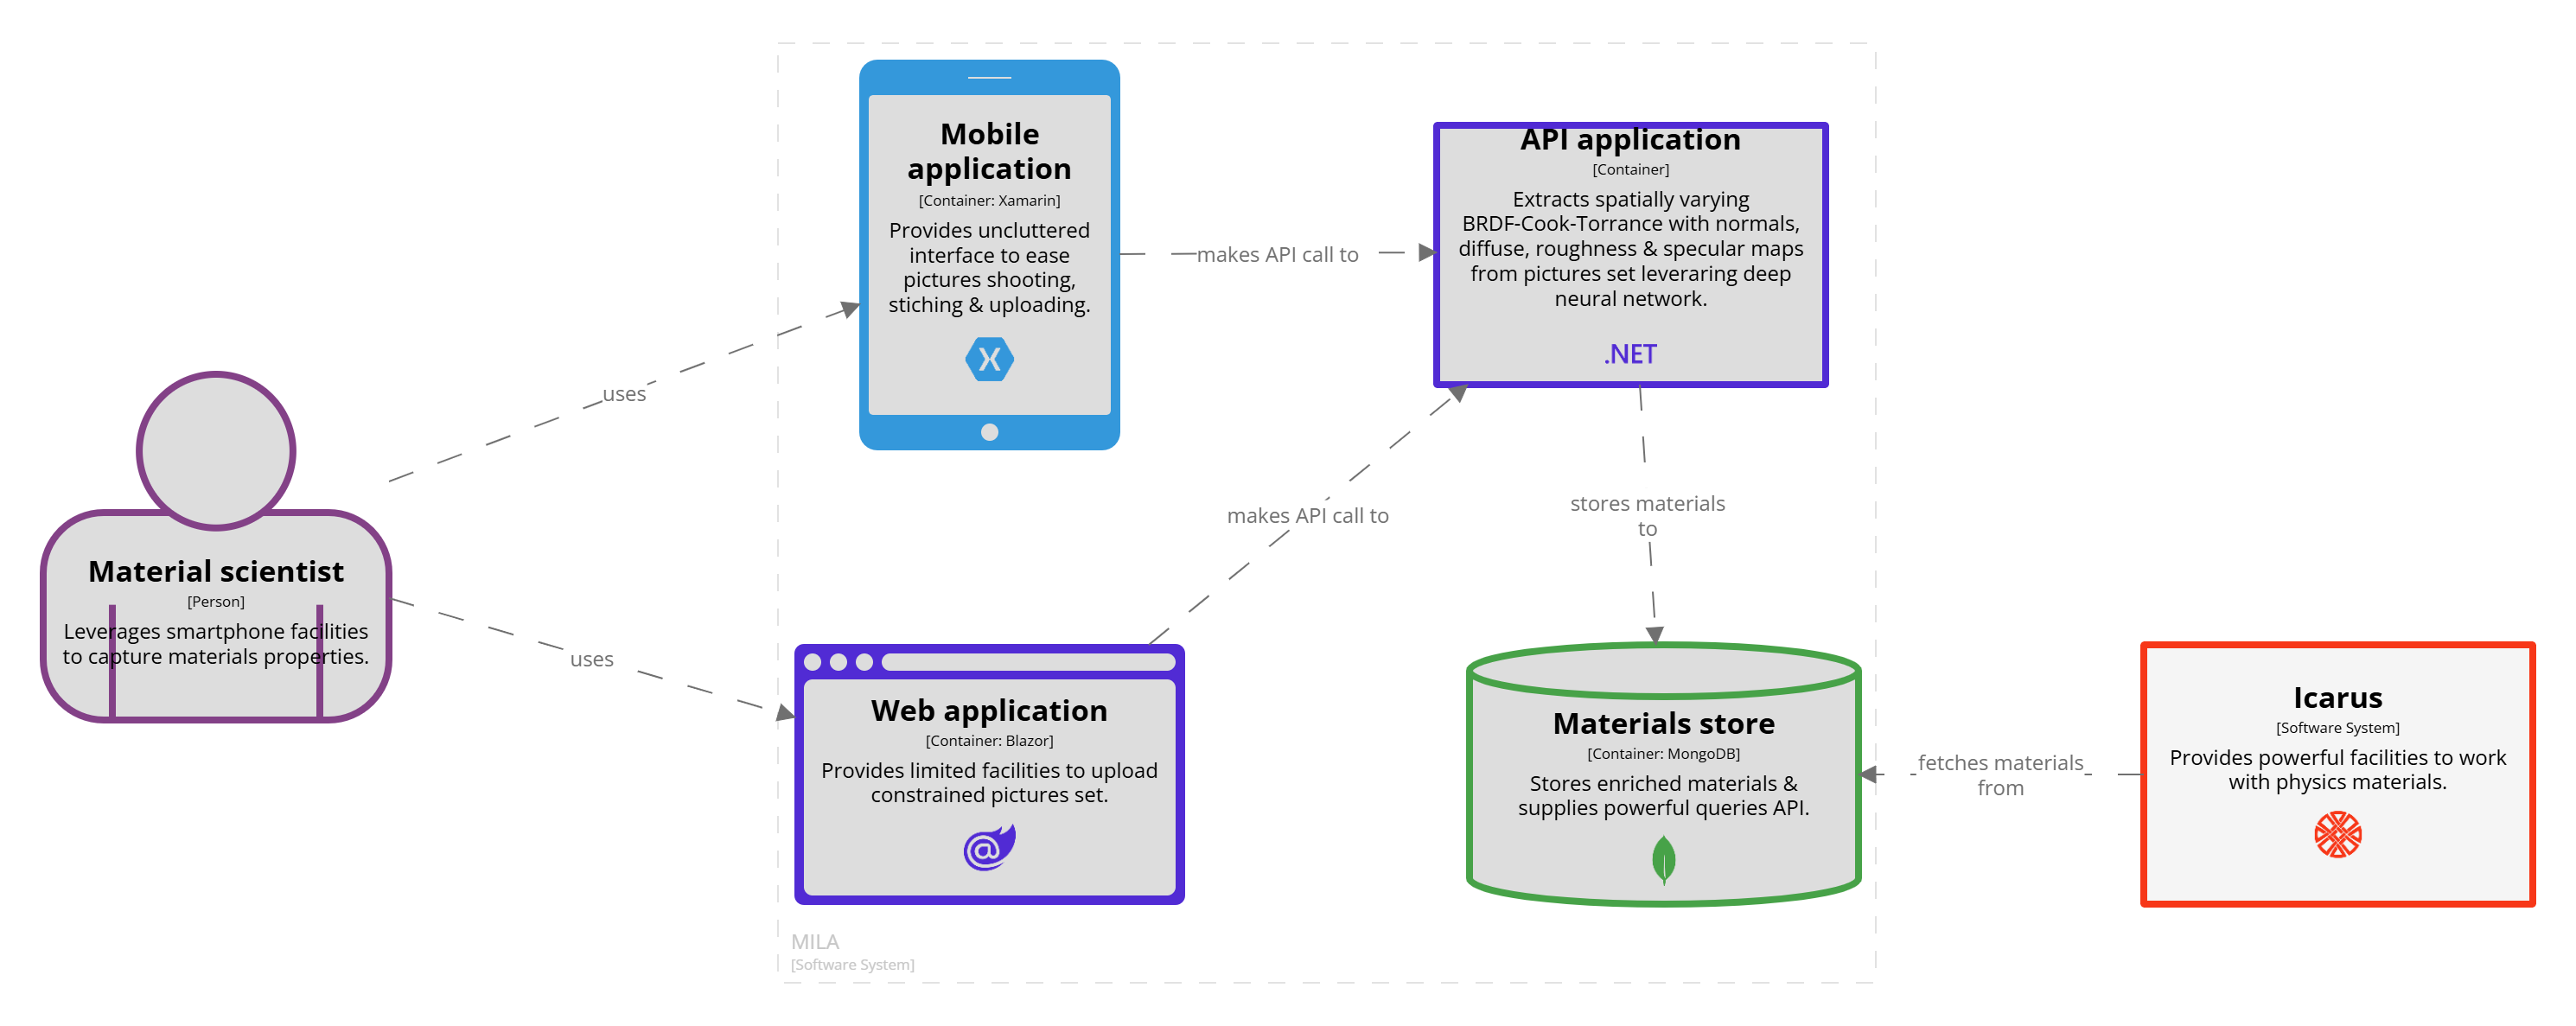 Mobile
application
[Container: Xamarin]
Provides uncluttered
interface to ease
pictures shooting,
stiching & uploading.
X
makes API call to
API application
[Container]
Extracts spatially varying
BRDF-Cook-Torrance with normals,
diffuse, roughness & specular maps
from pictures set leveraring deep
neural network.
.NET
uses
Material scientist
[Person]
Leverages smartphone facilities
to capture materials properties.
uses
makes API call to
stores materials
to
Web application
[Container: Blazor]
Provides limited facilities to upload
constrained pictures set.
@
Materials store
[Container: MongoDB]
Stores enriched materials &
supplies powerful queries API.
fetches materials
from
Icarus
[Software System]
Provides powerful facilities to work
with physics materials.
MILA
[Software System]